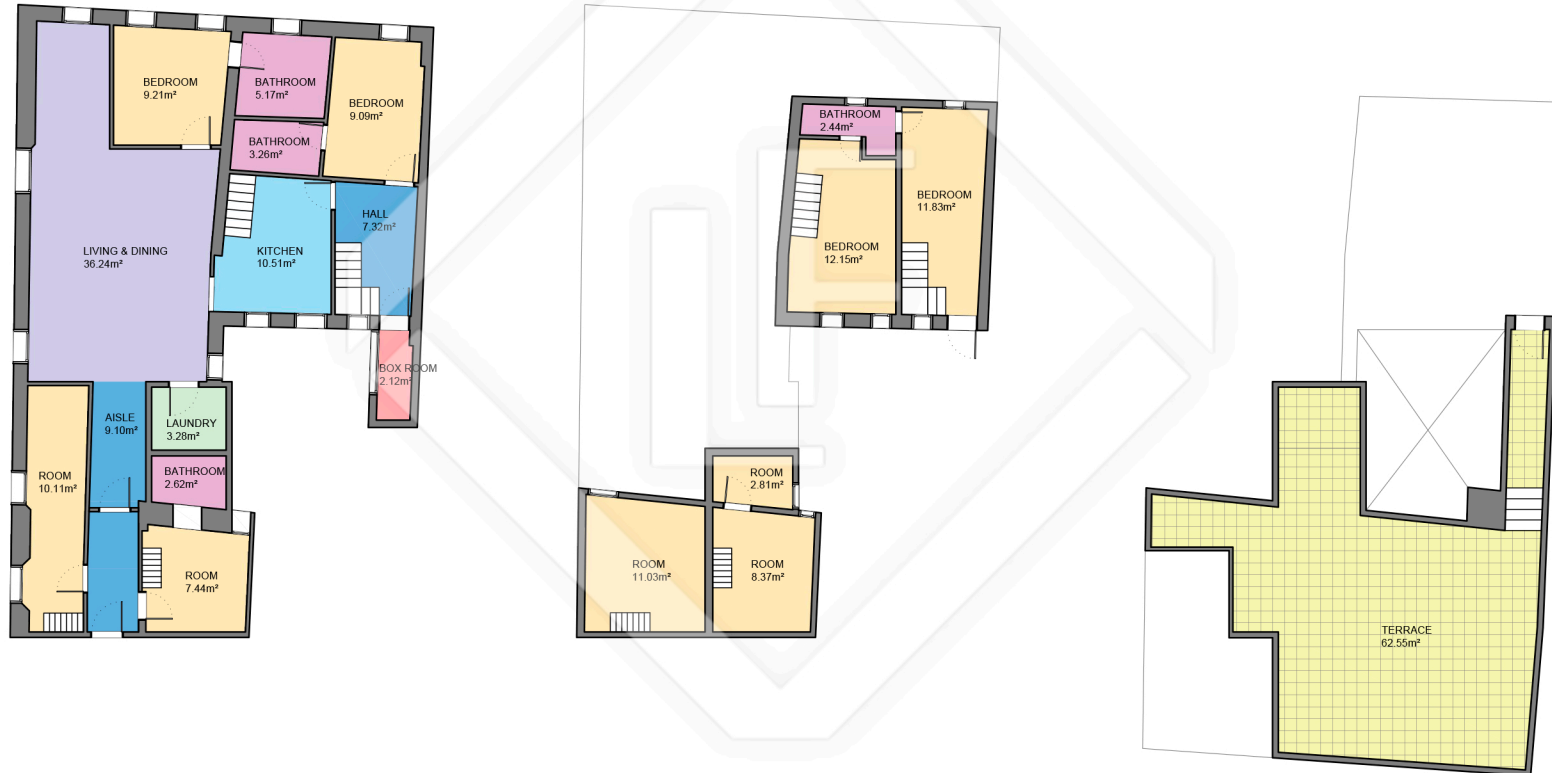 BEDROOM
9.21m²
BATHROOM
5.17m²
BEDROOM
9.09m²
BATHROOM
3.26m²
HALL
7.32m²
LIVING & DINING
36.24m²
KITCHEN
10.51m²
BOX ROOM
2.12m²
AISLE
9.10m²
LAUNDRY
3.28m²
ROOM
10.11m²
BATHROOM
2.62m²
ROOM
7.44m²
BATHROOM
2.44m²
BEDROOM
11.83m²
BEDROOM
12.15m²
ROOM
2.81m²
ROOM
11.03m²
ROOM
8.37m²
TERRACE
62.55m²